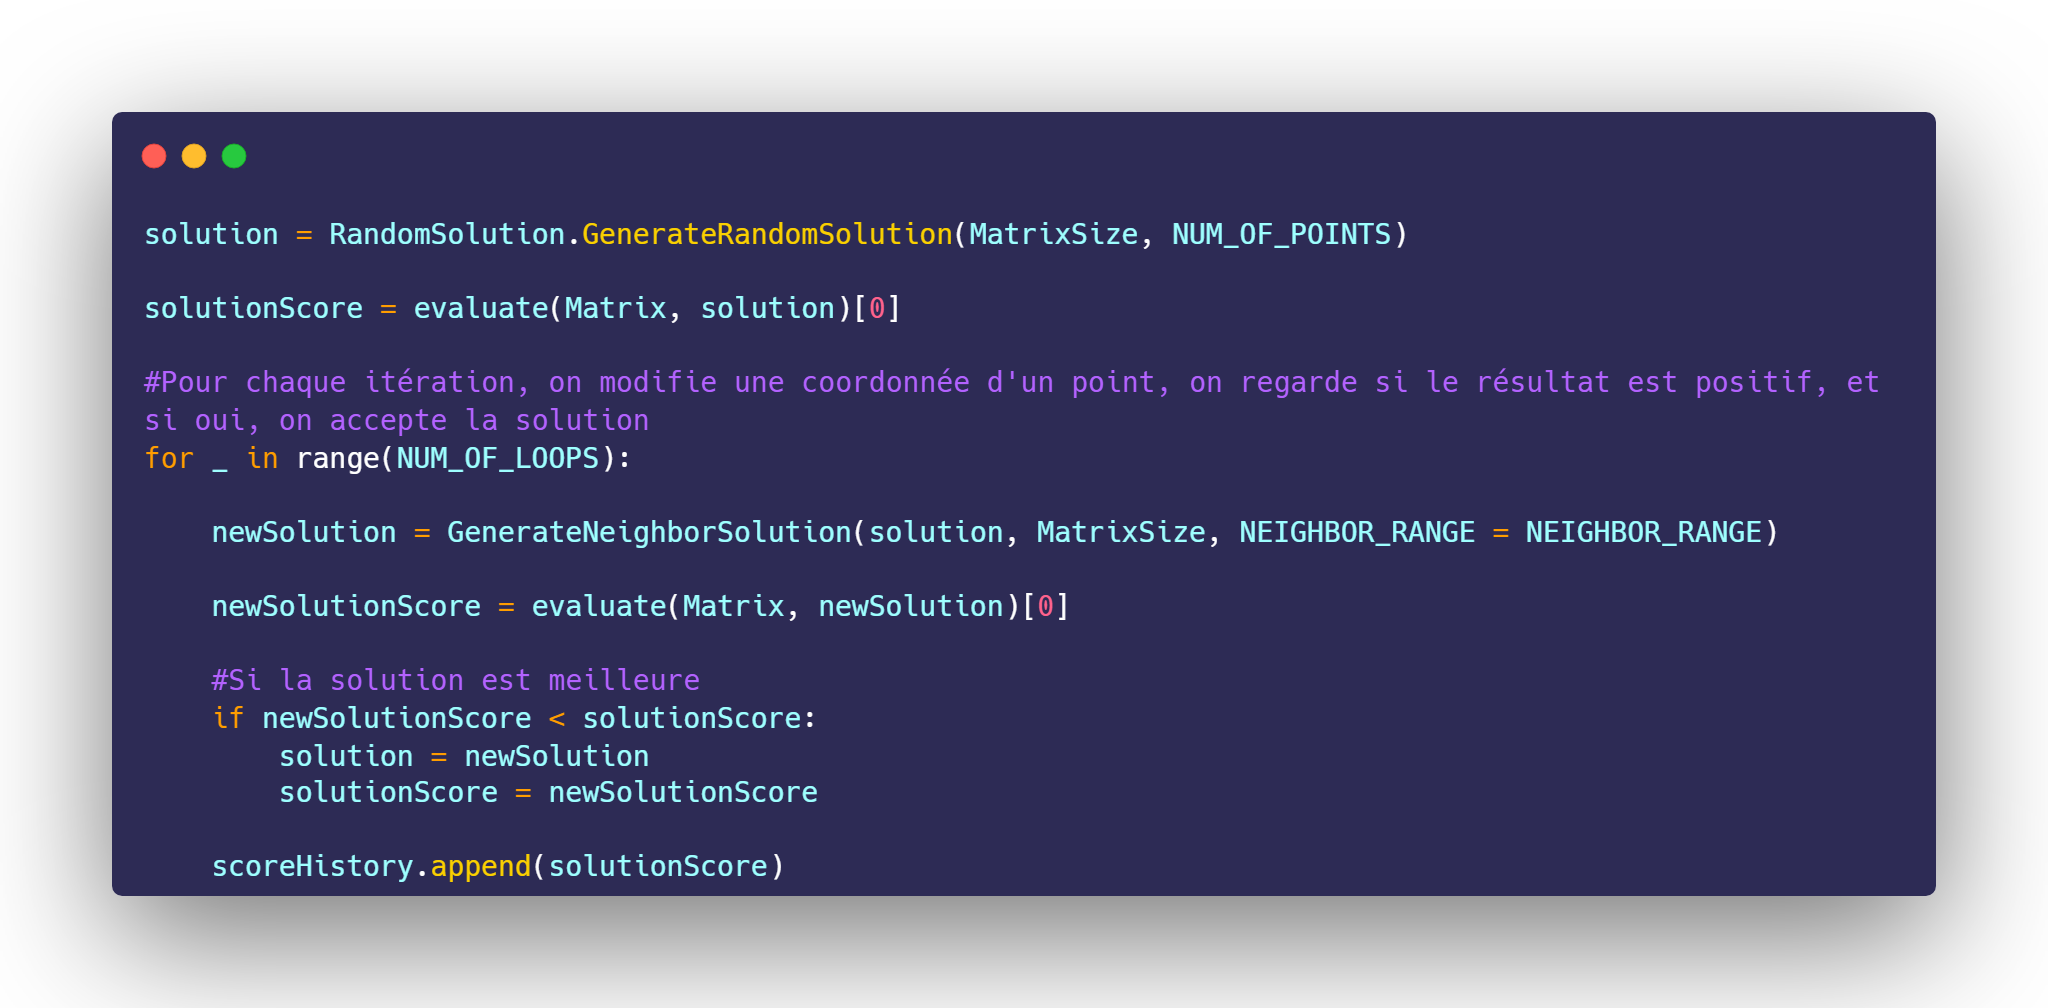 solution = RandomSolution.GenerateRandomSolution(MatrixSize, NUM_OF_POINTS)
solutionScore = evaluate(Matrix, solution)[0]
#Pour chaque itération, on modifie une coordonnée d'un point, on regarde si le résultat est positif, et
si oui, on accepte la solution
for _ in range(NUM_OF_LOOPS):
    newSolution = GenerateNeighborSolution(solution, MatrixSize, NEIGHBOR_RANGE = NEIGHBOR_RANGE)
    newSolutionScore = evaluate(Matrix, newSolution)[0]
    #Si la solution est meilleure
    if newSolutionScore < solutionScore:
        solution = newSolution
        solutionScore = newSolutionScore
    scoreHistory.append(solutionScore)